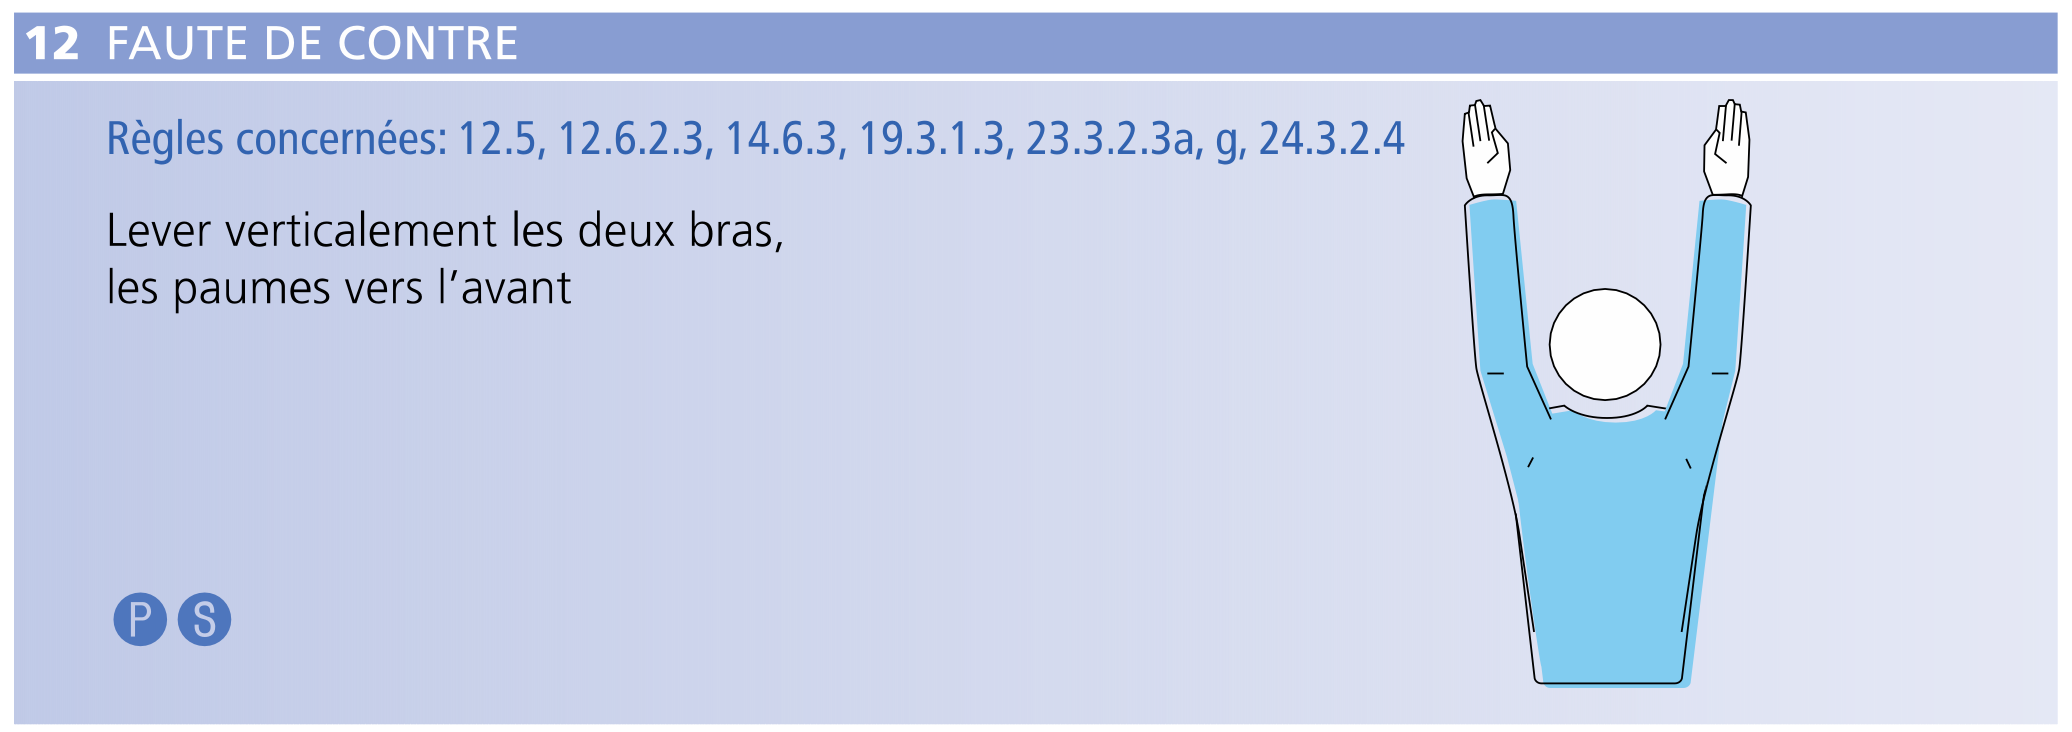 12 FAUTE DE CONTRE
Règles concernées: 12.5, 12.6.2.3, 14.6.3, 19.3.1.3, 23.3.2.3a, g, 24.3.2.4
Lever verticalement les deux bras,
les paumes vers l’avant
P S